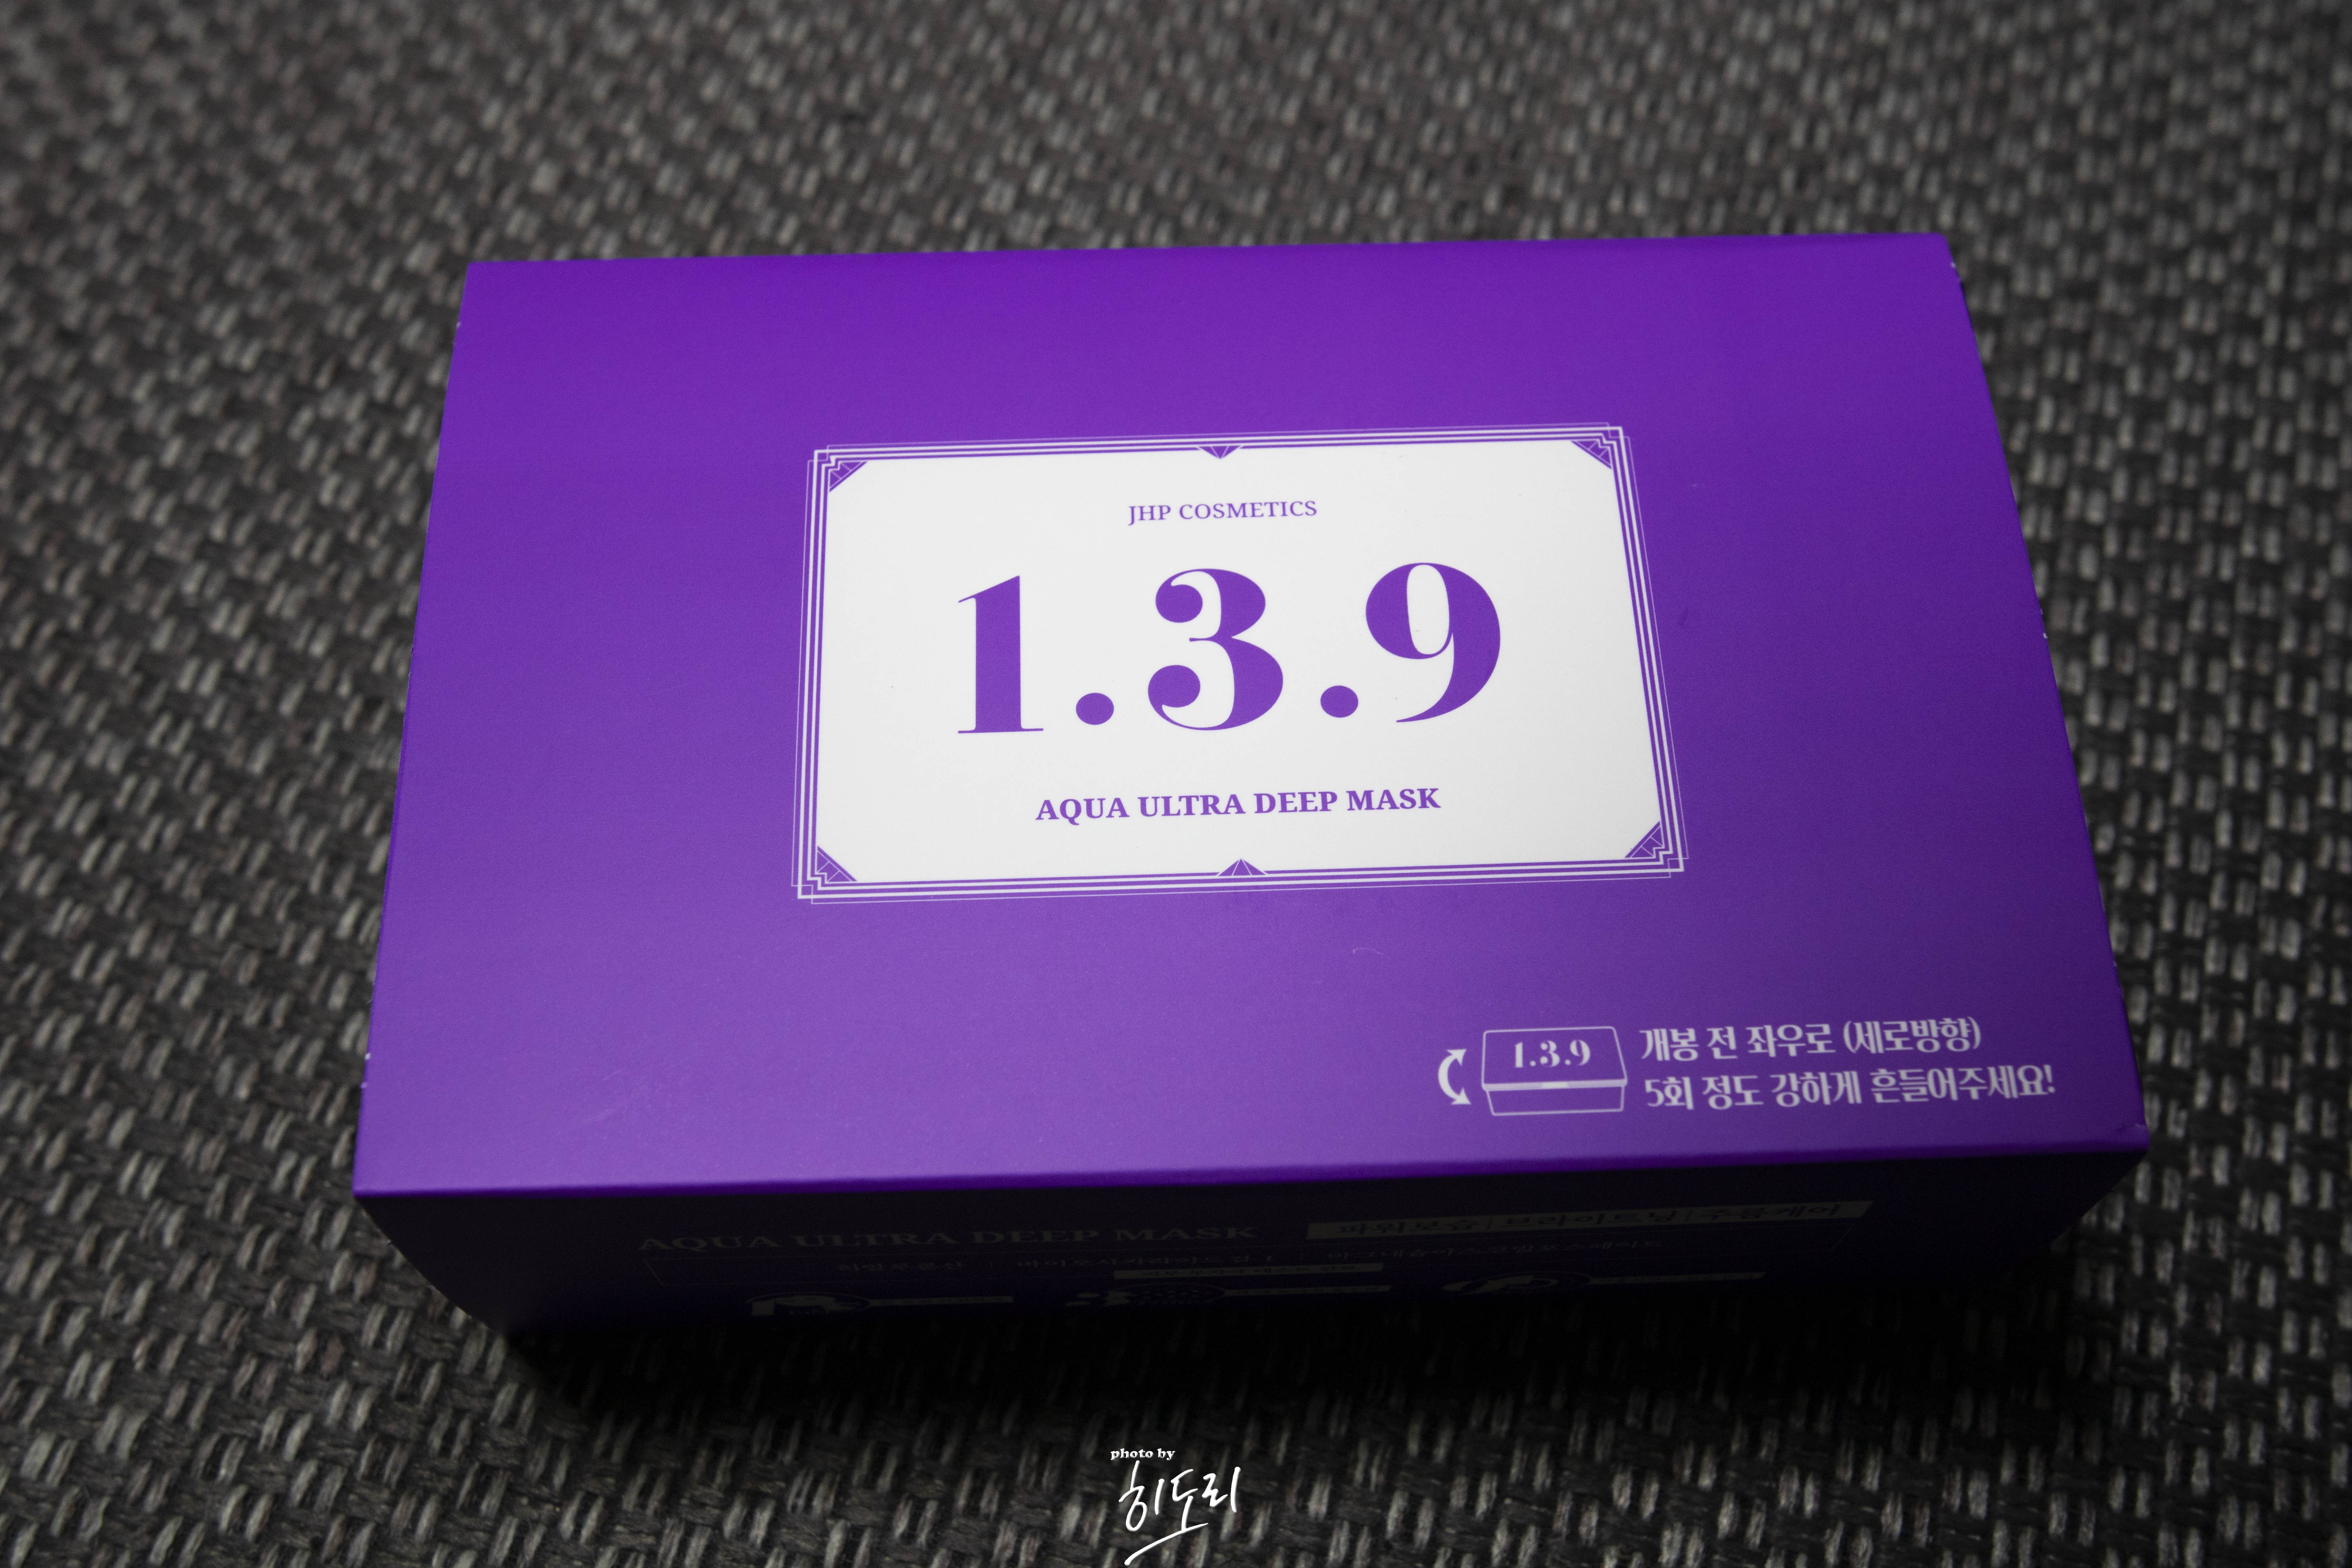 JHP COSMETICS
1.3.9
AQUA ULTRA DEEP MASK
1.3.9
개봉 전 좌우로 (세로방향)
5회 정도 강하게 흔들어주세요!
AQUA ULTRA DEEP MASK
photo by
히도리